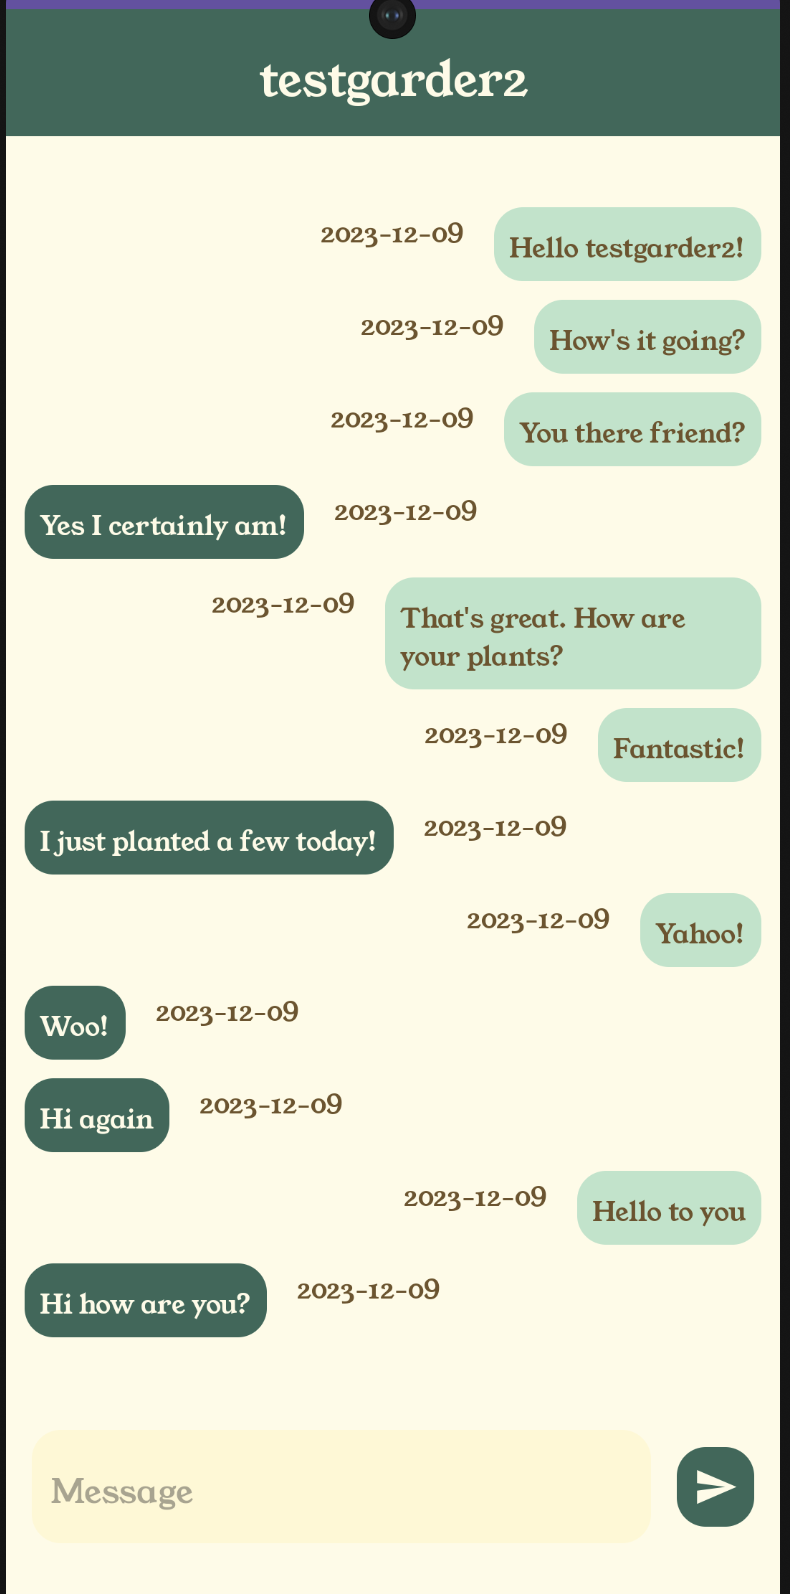 testgarder2
2023-12-09 Hello testgarder2!
2023-12-09 How's it going?
2023-12-09 You there friend?
Yes I certainly am! 2023-12-09
2023-12-09 That's great. How are
your plants?
2023-12-09 Fantastic!
I just planted a few today! 2023-12-09
2023-12-09 Yahoo!
Woo! 2023-12-09
Hi again 2023-12-09
2023-12-09 Hello to you
Hi how are you? 2023-12-09
Message